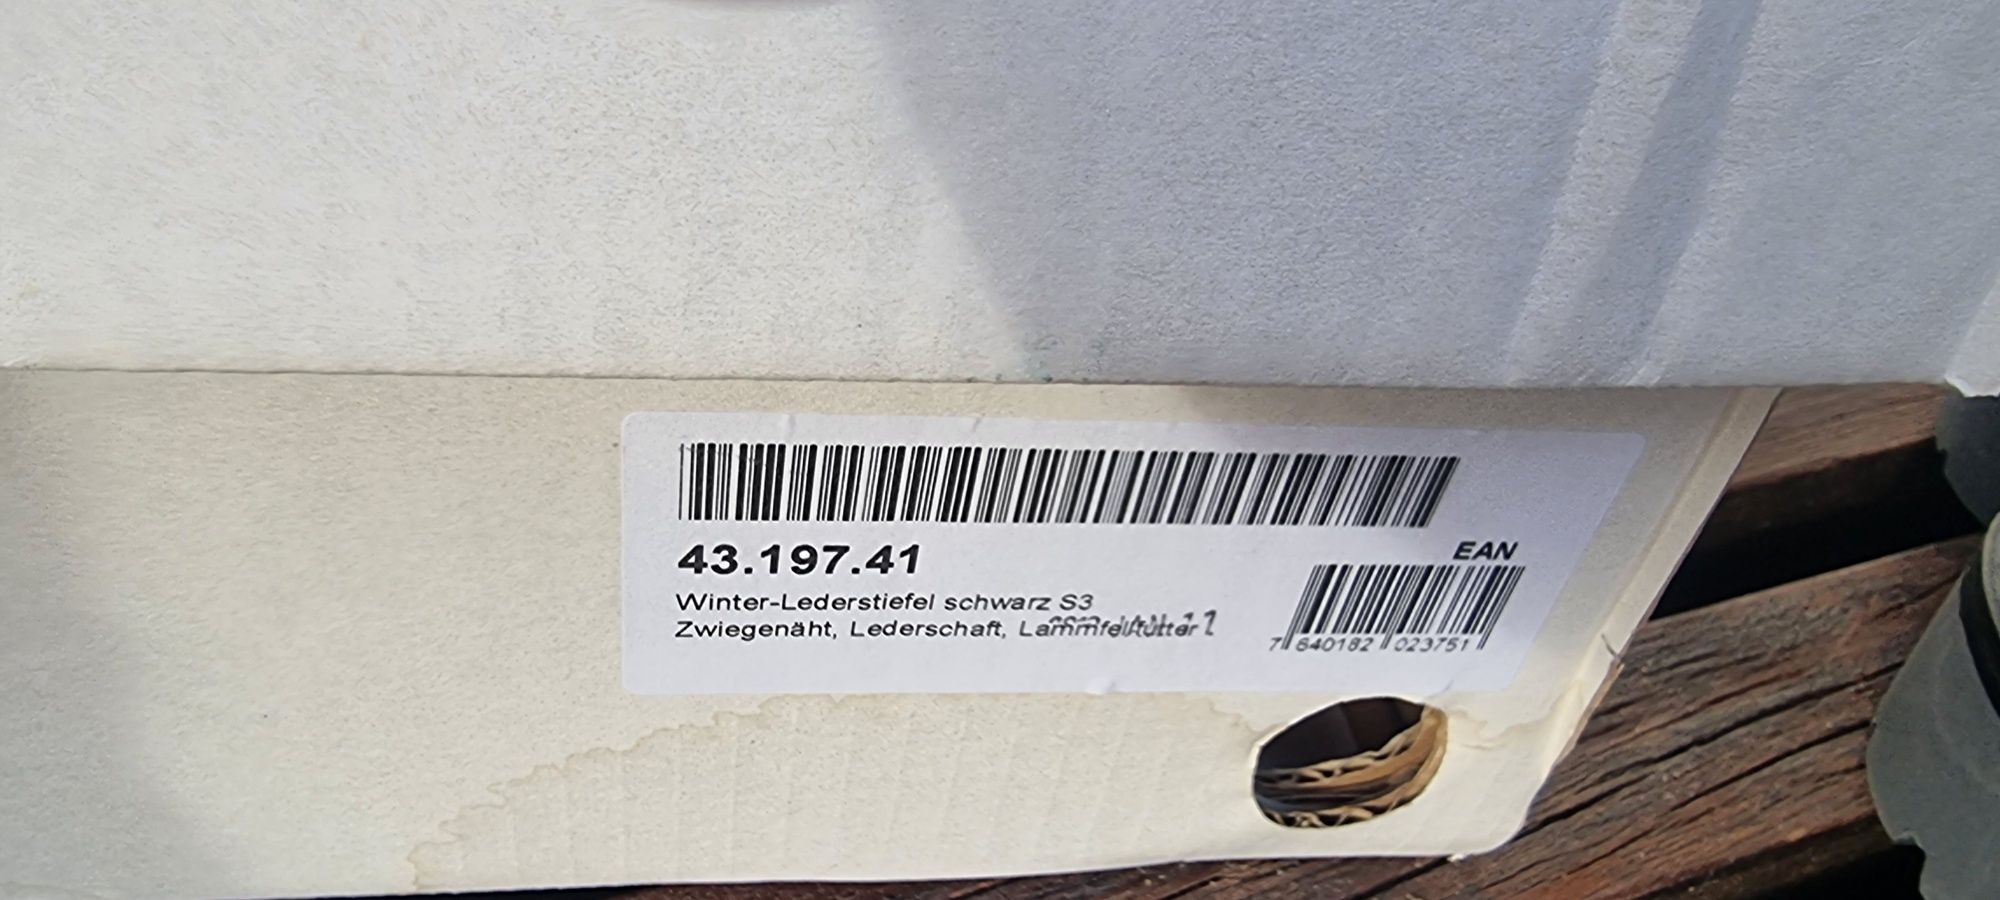 43.197.41
EAN
Winter-Lederstiefel schwarz S3
Zwiegenäht, Lederschaft, Lammfellfutter
7 640182 023751